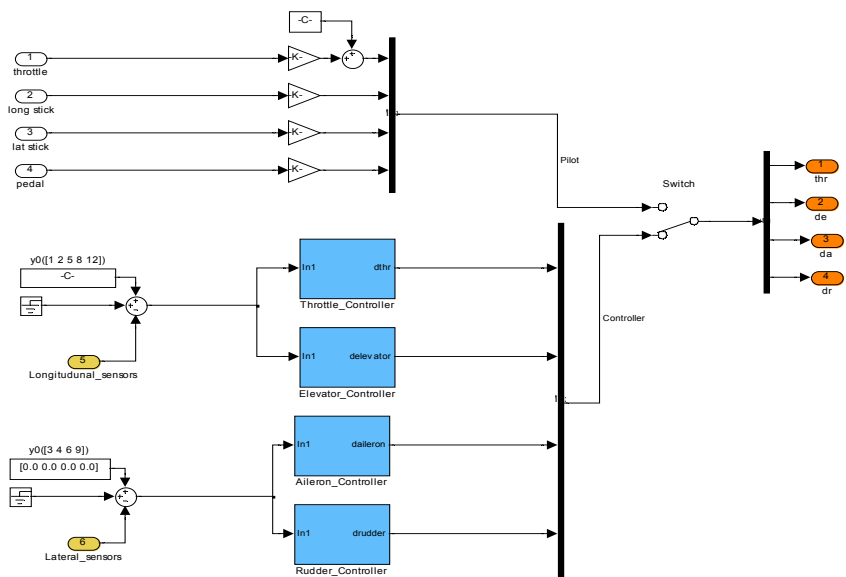 -C-
1
throttle
-K-
2
long stick
-K-
3
lat stick
-K-
4
pedal
-K-
Pilot
Switch
1
thr
2
de
3
da
4
dr
y0([1 2 5 8 12])
-C-
5
Longitudunal_sensors
In1 dthr
Throttle_Controller
In1 delevator
Elevator_Controller
Controller
y0([3 4 6 9])
[0.0 0.0 0.0 0.0]
6
Lateral_sensors
In1 daileron
Aileron_Controller
In1 drudder
Rudder_Controller